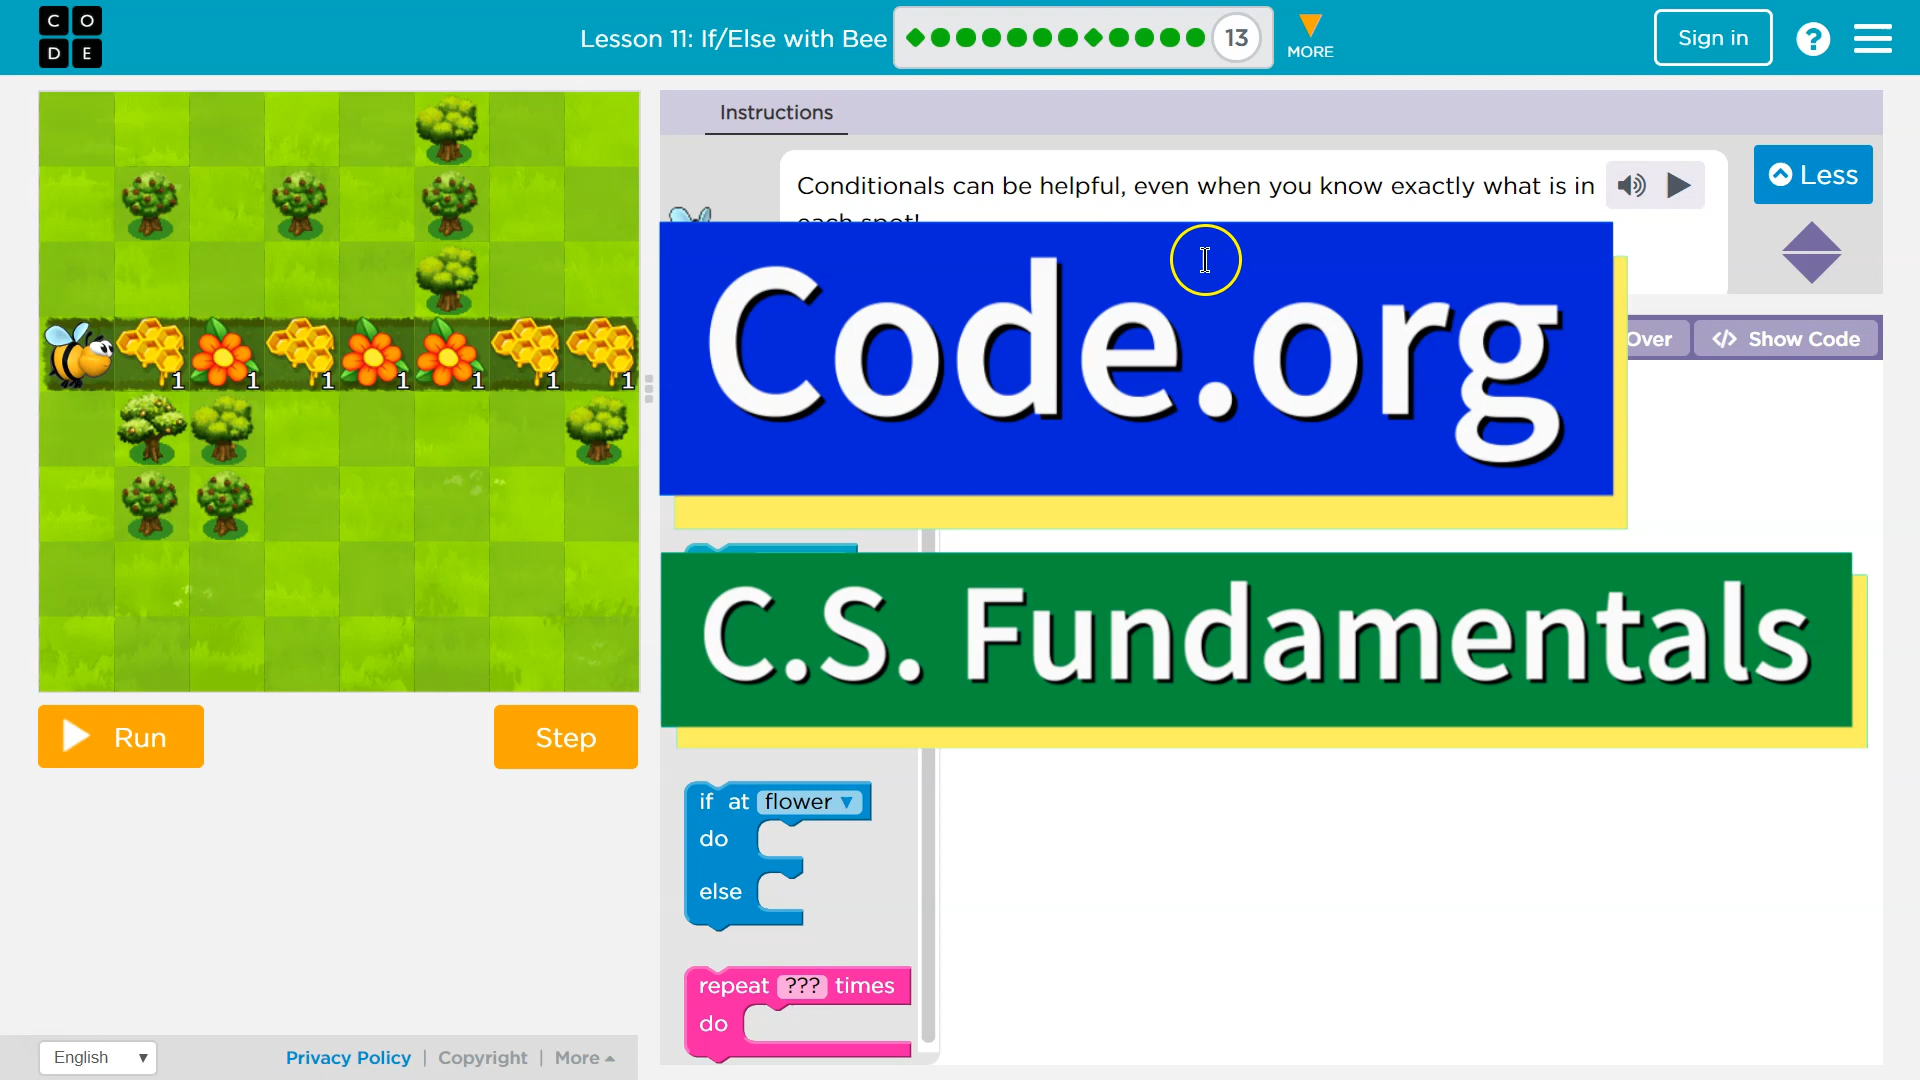 C O
D E
Lesson 11: If/Else with Bee
13
MORE
Sign in
?
Instructions
Conditionals can be helpful, even when you know exactly what is in
each spot!
Less
Code.org
Over
Show Code
1 1 1 1 1 1 1
C.S. Fundamentals
Run
Step
if at flower
do
else
repeat ??? times
do
English
Privacy Policy | Copyright | More